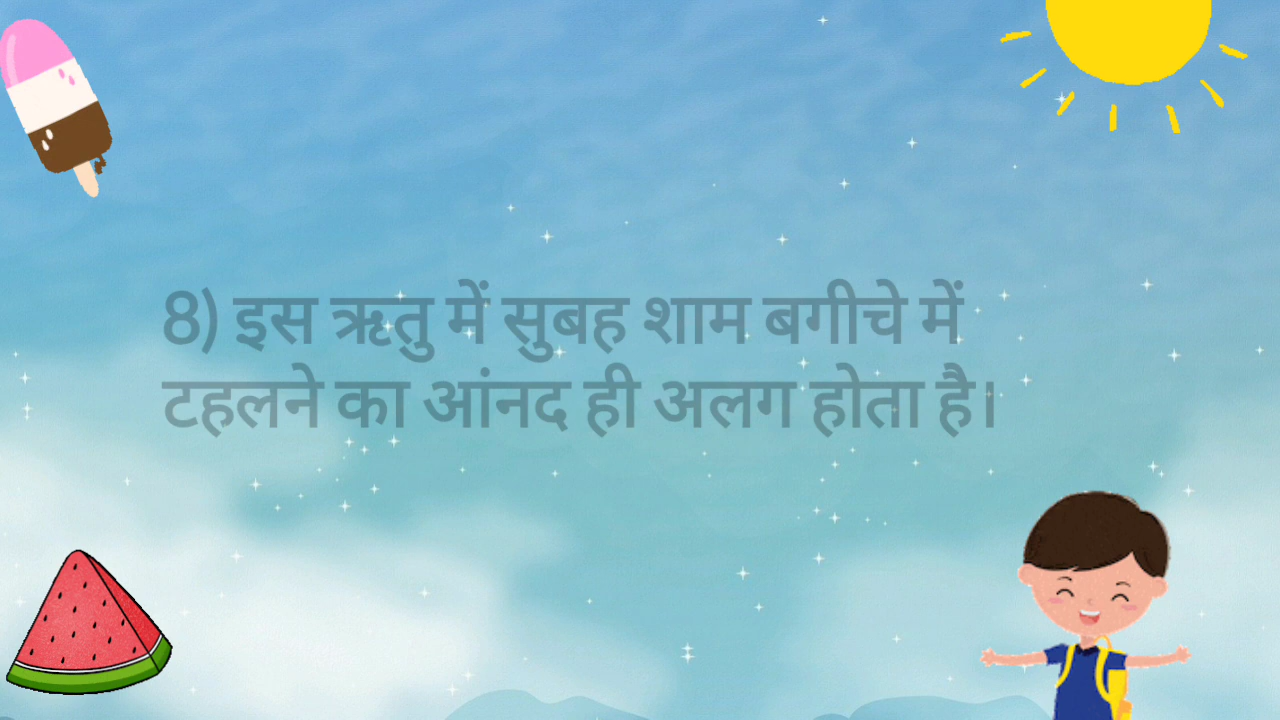 8) इस ऋतु में सुबह शाम बगीचे में
टहलने का आंनद ही अलग होता है।